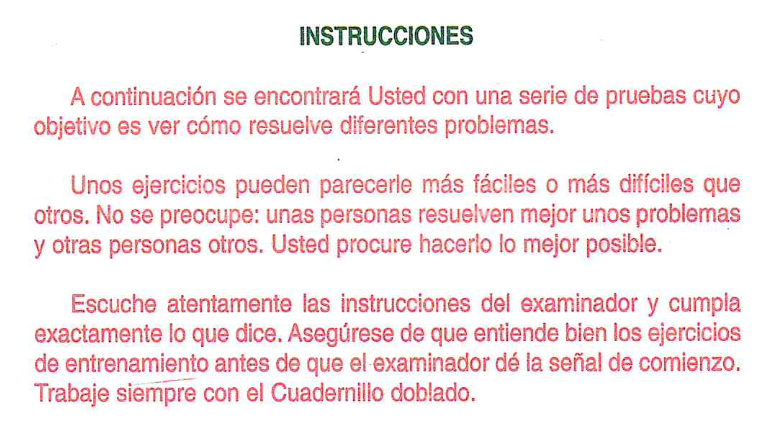 INSTRUCCIONES
A continuación se encontrará Usted con una serie de pruebas cuyo
objetivo es ver cómo resuelve diferentes problemas.
Unos ejercicios pueden parecerle más fáciles o más difíciles que
otros. No se preocupe: unas personas resuelven mejor unos problemas
y otras personas otros. Usted procure hacerlo lo mejor posible.
Escuche atentamente las instrucciones del examinador y cumpla
exactamente lo que dice. Asegúrese de que entiende bien los ejercicios
de entrenamiento antes de que el examinador dé la señal de comienzo.
Trabaje siempre con el Cuadernillo doblado.